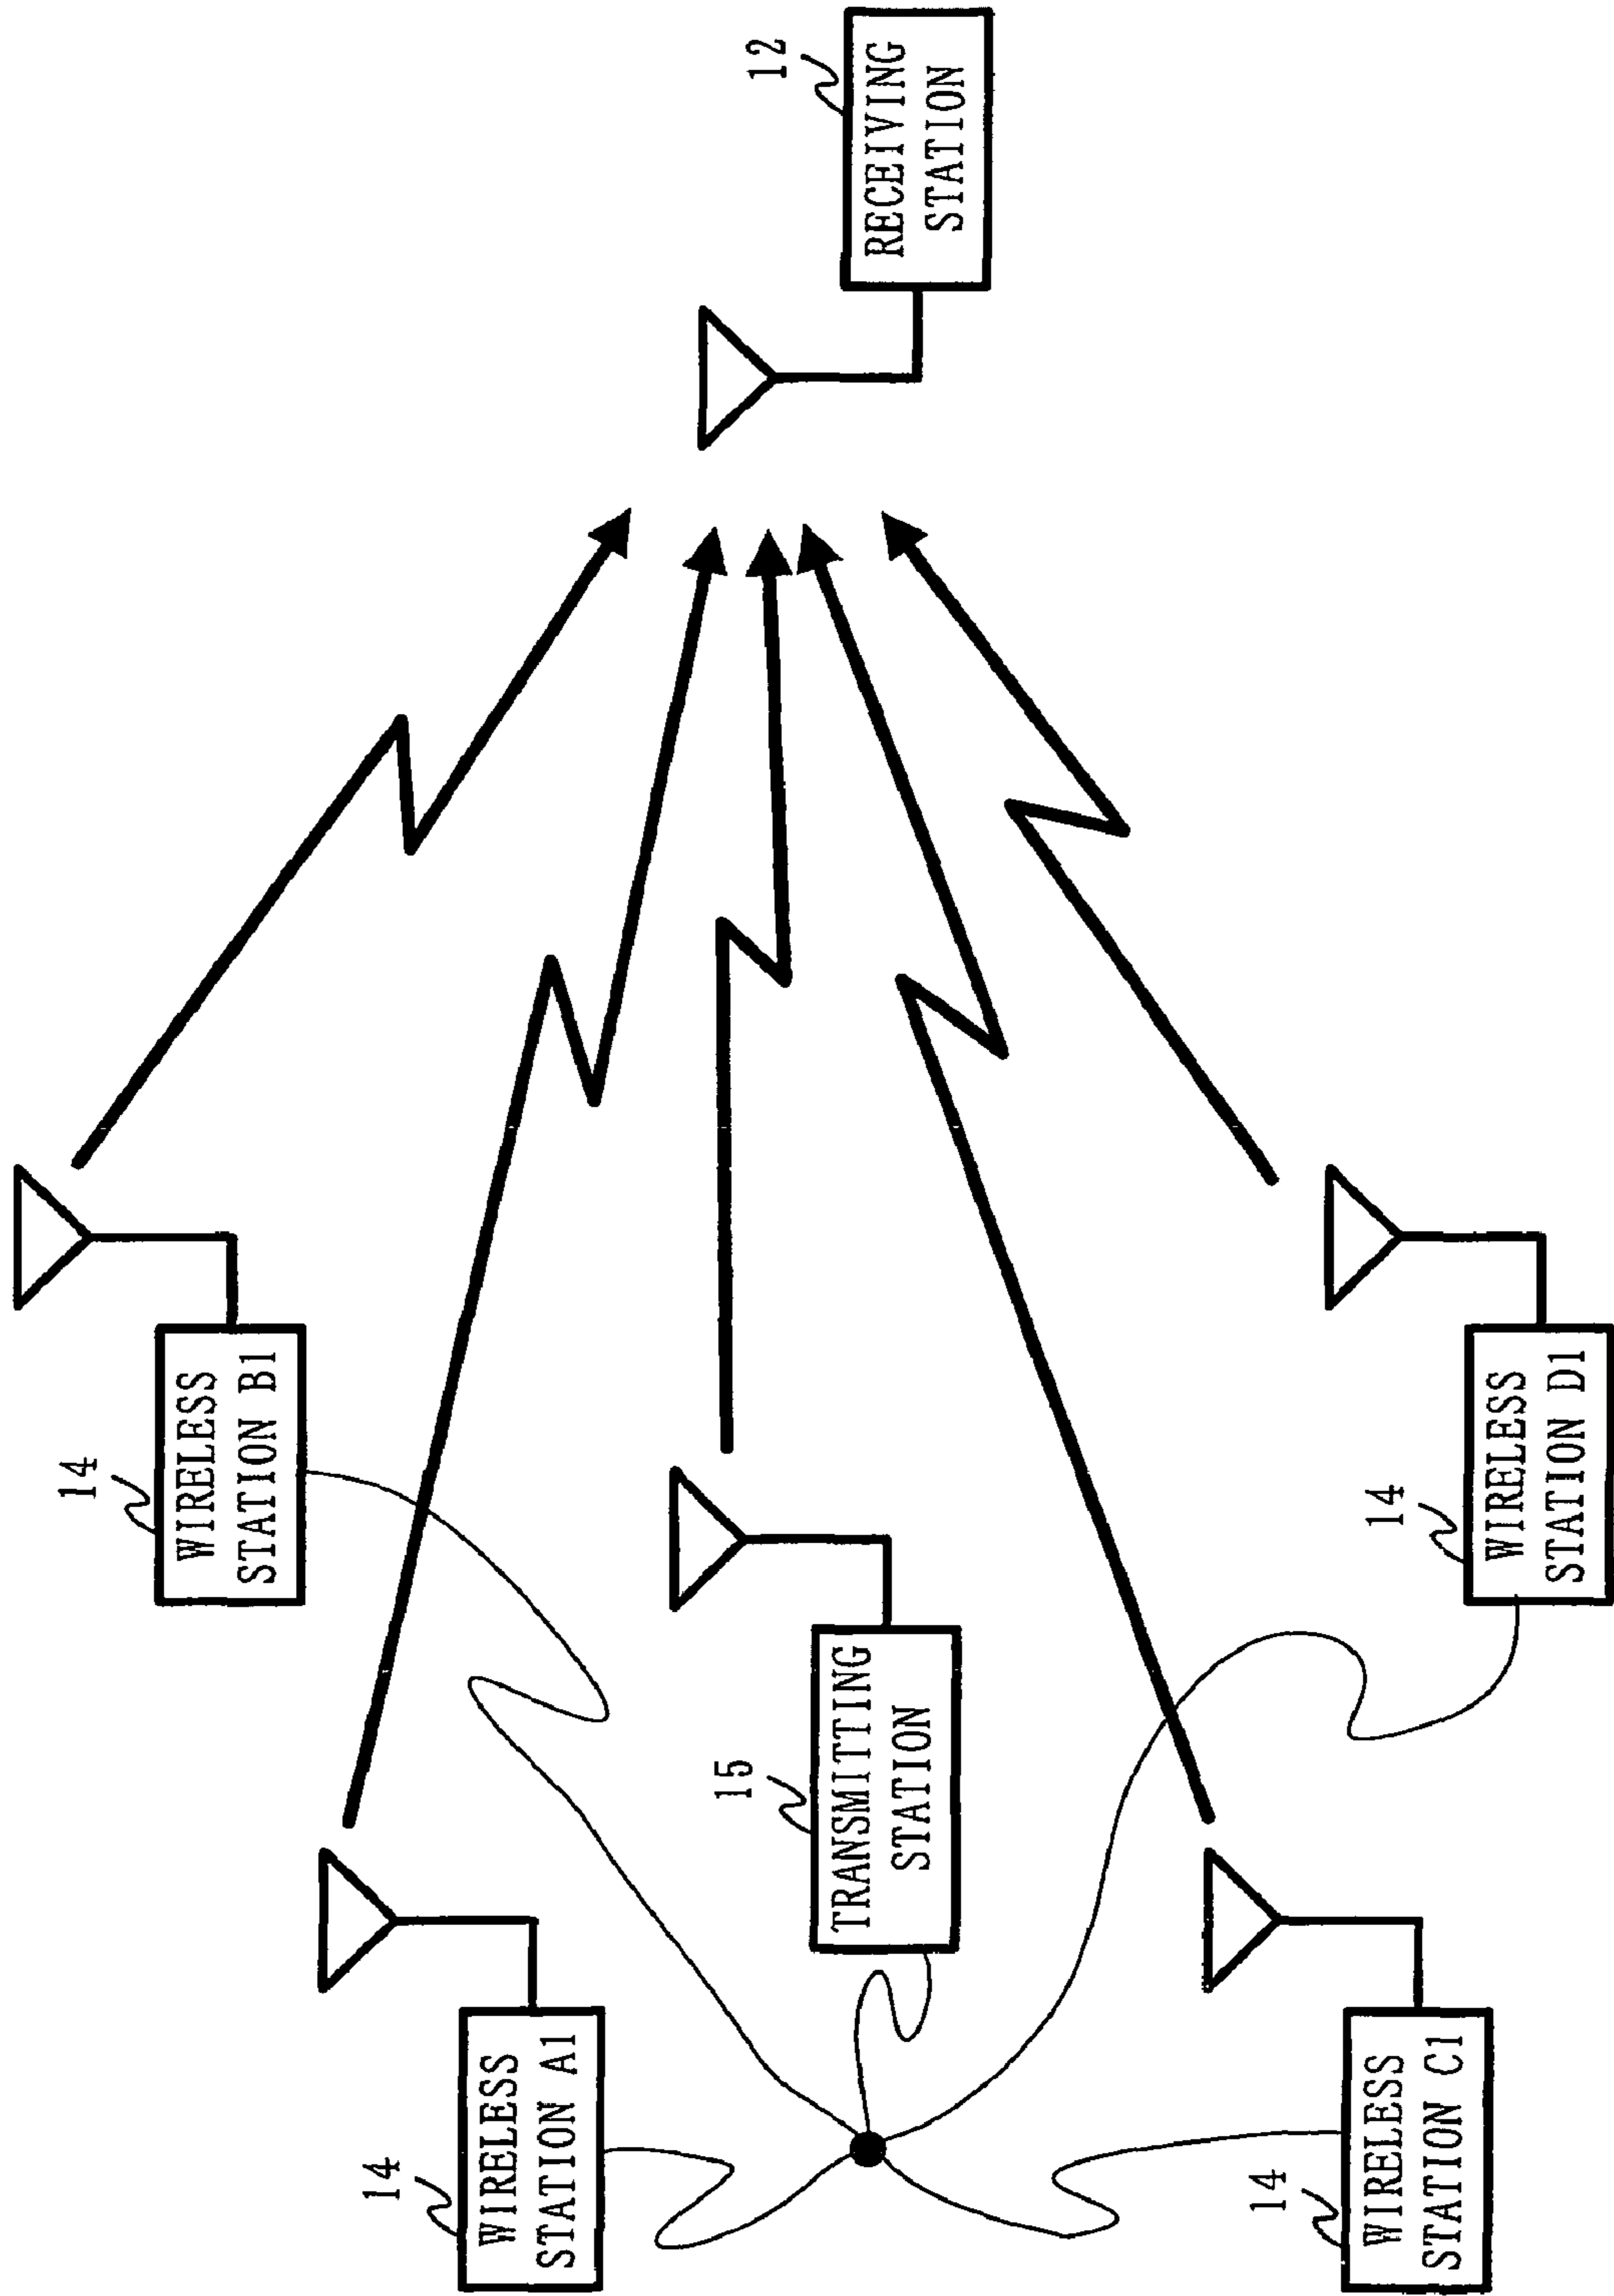 14
WIRELESS
STATION B1
14
WIRELESS
STATION A1
12
RECEIVING
STATION
15
TRANSMITTING
STATION
14
WIRELESS
STATION C1
14
WIRELESS
STATION D1